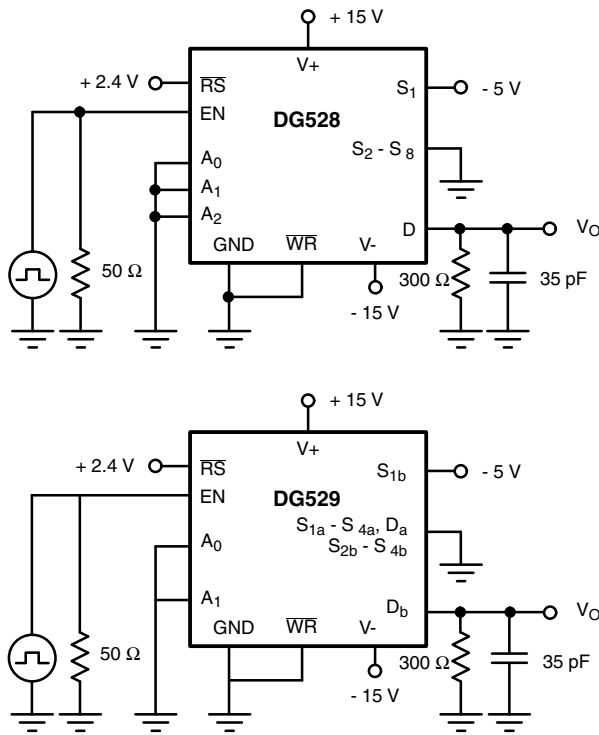 + 15 V
V+
+ 2.4 V
RS
S1
- 5 V
EN
DG528
S2 - S8
A0
A1
A2
D
VO
GND
WR
V-
50 Ω
300 Ω
35 pF
- 15 V
+ 15 V
V+
+ 2.4 V
RS
S1b
- 5 V
EN
DG529
S1a - S4a, Da
S2b - S4b
A0
A1
Db
VO
GND
WR
V-
50 Ω
300 Ω
35 pF
- 15 V